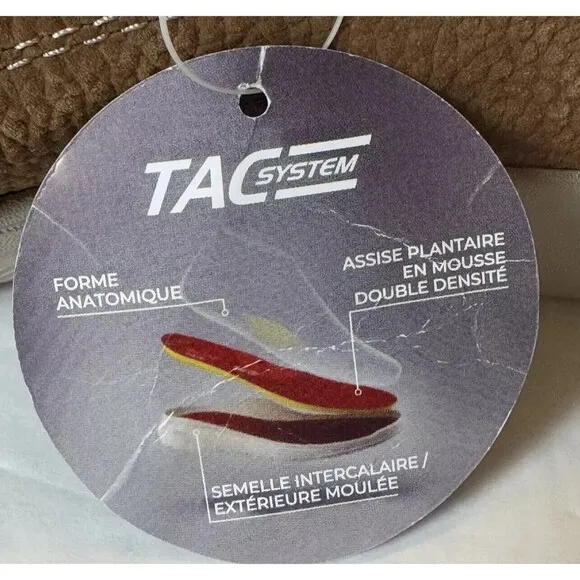 TAC SYSTEM
FORME
ANATOMIQUE
ASSISE PLANTAIRE
EN MOUSSE
DOUBLE DENSITÉ
SEMELLE INTERCALAIRE /
EXTÉRIEURE MOULÉE